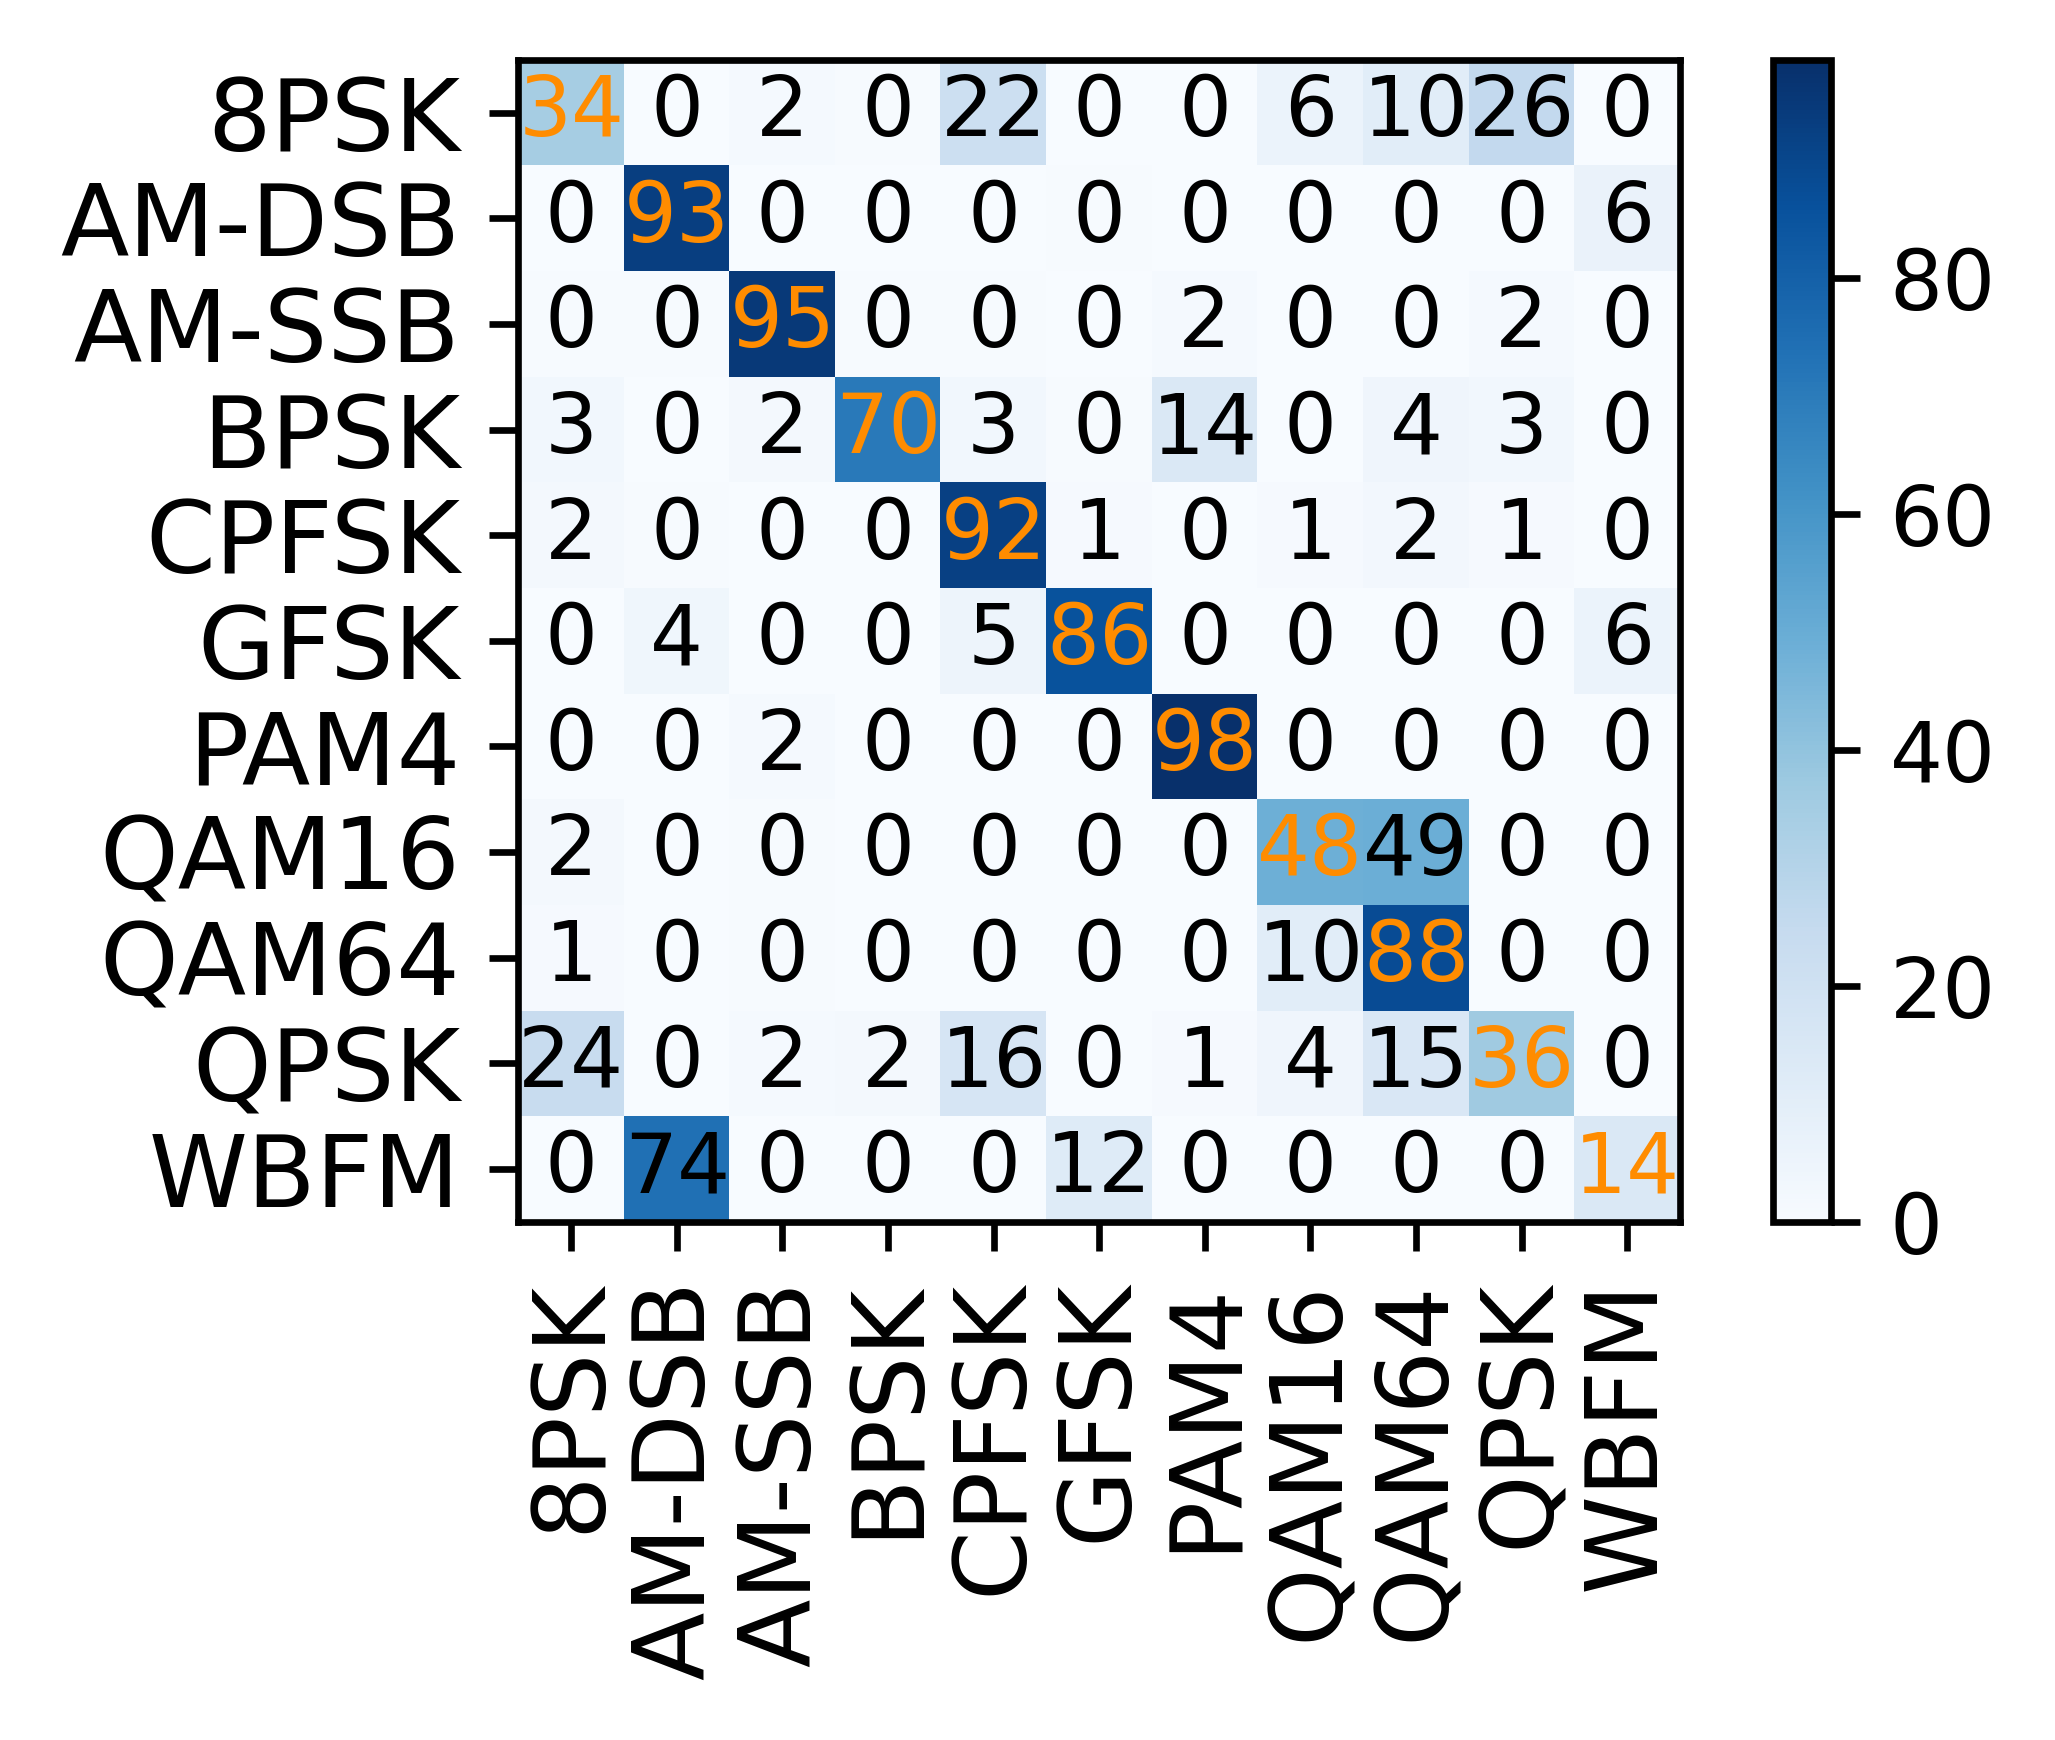 8PSK 34 0 2 0 22 0 0 6 10 26 0
AM-DSB 0 93 0 0 0 0 0 0 0 0 6
AM-SSB 0 0 95 0 0 0 2 0 0 2 0
BPSK 3 0 2 70 3 0 14 0 4 3 0
CPFSK 2 0 0 0 92 1 0 1 2 1 0
GFSK 0 4 0 0 5 86 0 0 0 0 6
PAM4 0 0 2 0 0 0 98 0 0 0 0
QAM16 2 0 0 0 0 0 0 48 49 0 0
QAM64 1 0 0 0 0 0 0 10 88 0 0
QPSK 24 0 2 2 16 0 1 4 15 36 0
WBFM 0 74 0 0 0 12 0 0 0 0 14
8PSK
AM-DSB
AM-SSB
BPSK
CPFSK
GFSK
PAM4
QAM16
QAM64
QPSK
WBFM
80
60
40
20
0